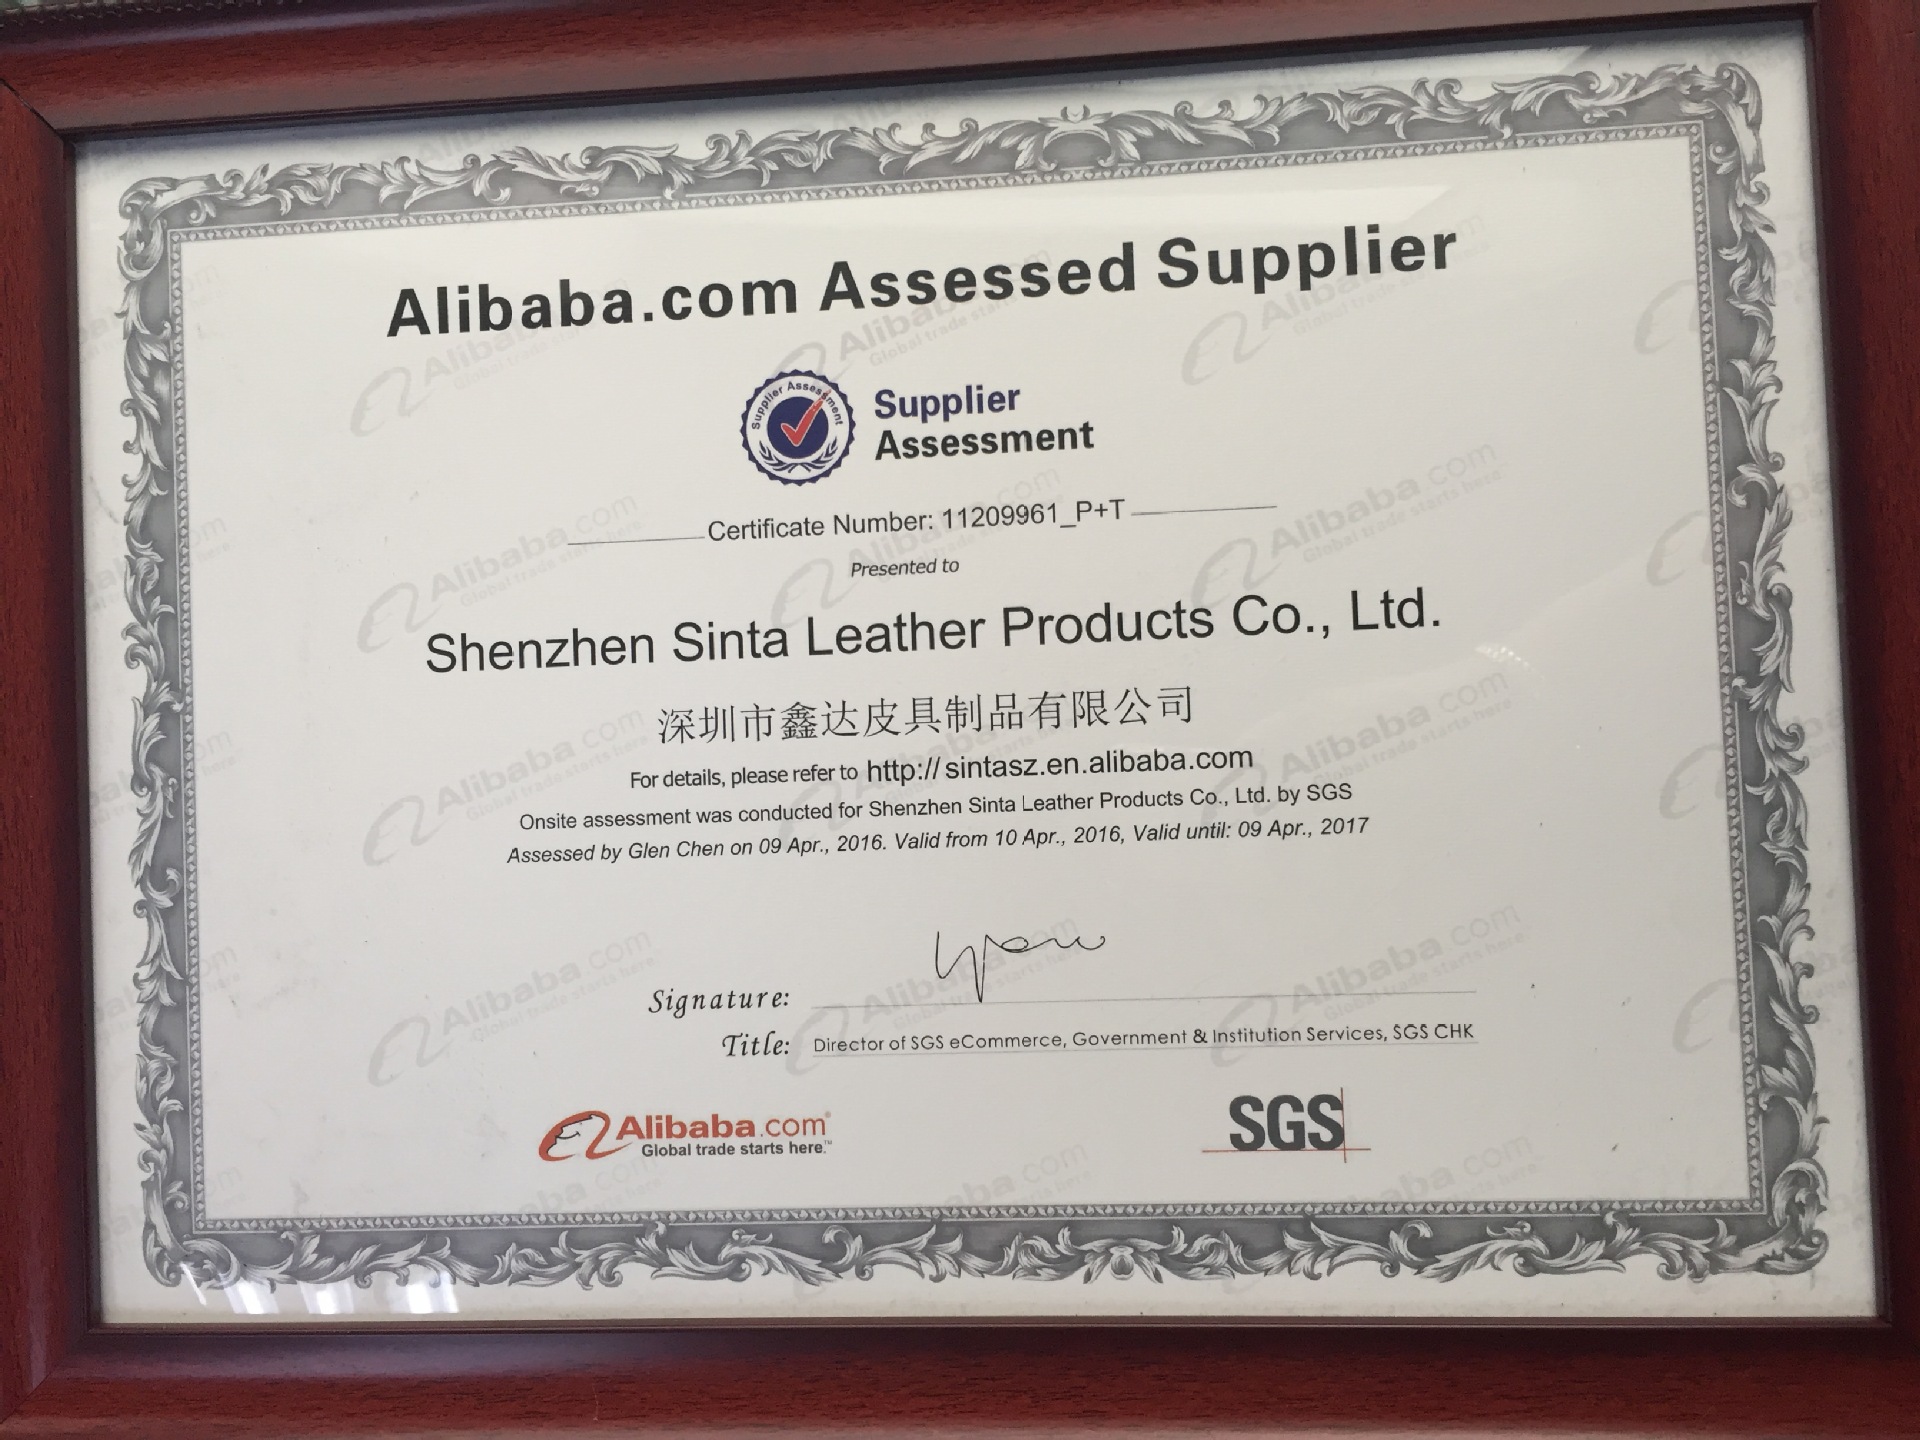 Alibaba.com Assessed Supplier
Supplier Assessment
Supplier
Assessment
Certificate Number: 11209961_P+T
Presented to
Shenzhen Sinta Leather Products Co., Ltd.
深圳市鑫达皮具制品有限公司
For details, please refer to http://sintasz.en.alibaba.com
Onsite assessment was conducted for Shenzhen Sinta Leather Products Co., Ltd. by SGS
Assessed by Glen Chen on 09 Apr., 2016. Valid from 10 Apr., 2016, Valid until: 09 Apr., 2017
Signature:
Title: Director of SGS eCommerce, Government & Institution Services, SGS CHK
Alibaba.com®
Global trade starts here.™
SGS